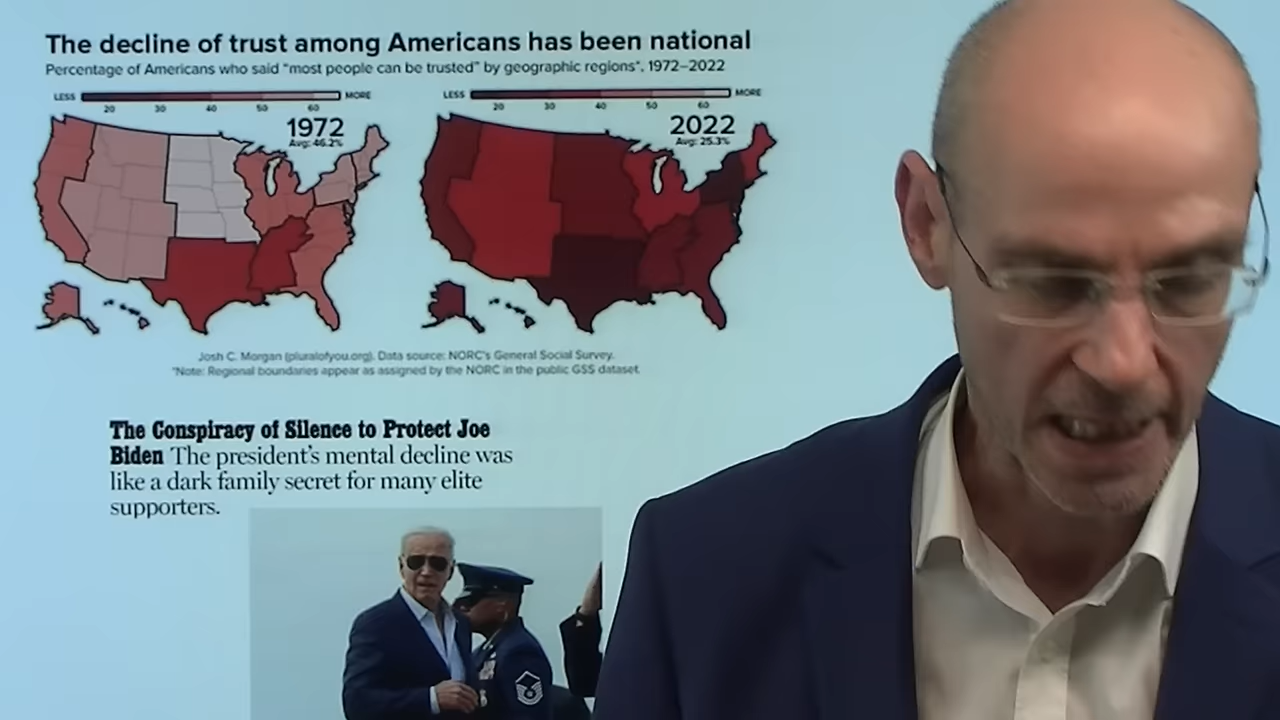 The decline of trust among Americans has been national
Percentage of Americans who said "most people can be trusted" by geographic regions*, 1972–2022
LESS MORE
20 30 40 50 60
1972
Avg: 46.2%
LESS MORE
20 30 40 50 60
2022
Avg: 25.3%
Josh C. Morgan (pluralofyou.org). Data source: NORC's General Social Survey.
*Note: Regional boundaries appear as assigned by the NORC in the public GSS dataset.
The Conspiracy of Silence to Protect Joe
Biden The president's mental decline was
like a dark family secret for many elite
supporters.